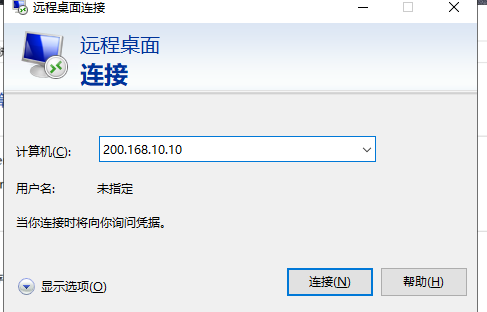 远程桌面连接
远程桌面
连接
计算机(C):
200.168.10.10
用户名:
未指定
当你连接时将向你询问凭据。
显示选项(O)
连接(N)
帮助(H)